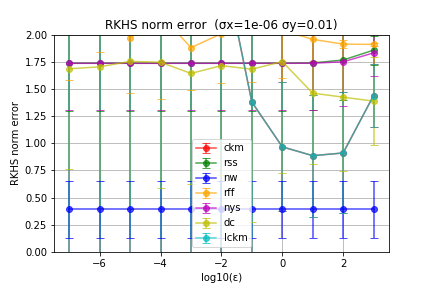 RKHS norm error  (σx=1e-06 σy=0.01)
RKHS norm error
2.00
1.75
1.50
1.25
1.00
0.75
0.50
0.25
0.00
ckm
rss
nw
rff
nys
dc
lckm
−6 −4 −2 0 2
log10(ε)